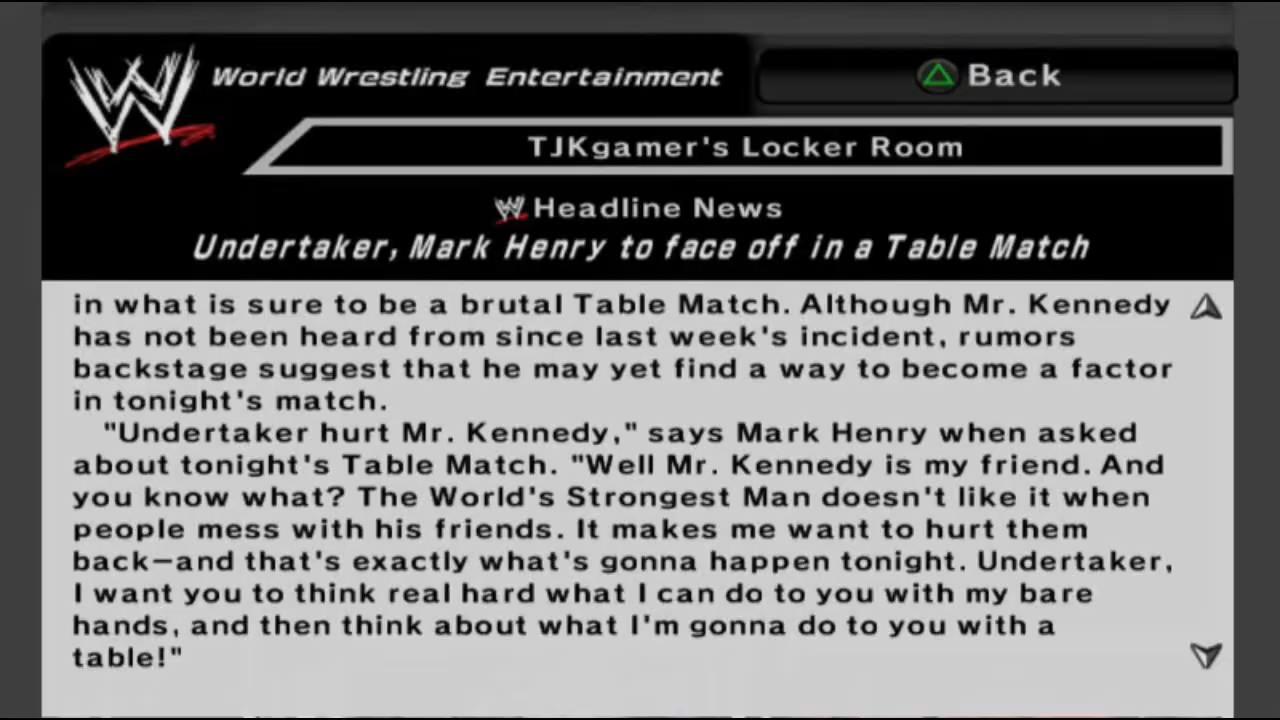 World Wrestling Entertainment
Back
TJKgamer's Locker Room
W Headline News
Undertaker, Mark Henry to face off in a Table Match
in what is sure to be a brutal Table Match. Although Mr. Kennedy
has not been heard from since last week's incident, rumors
backstage suggest that he may yet find a way to become a factor
in tonight's match.
"Undertaker hurt Mr. Kennedy," says Mark Henry when asked
about tonight's Table Match. "Well Mr. Kennedy is my friend. And
you know what? The World's Strongest Man doesn't like it when
people mess with his friends. It makes me want to hurt them
back—and that's exactly what's gonna happen tonight. Undertaker,
I want you to think real hard what I can do to you with my bare
hands, and then think about what I'm gonna do to you with a
table!"